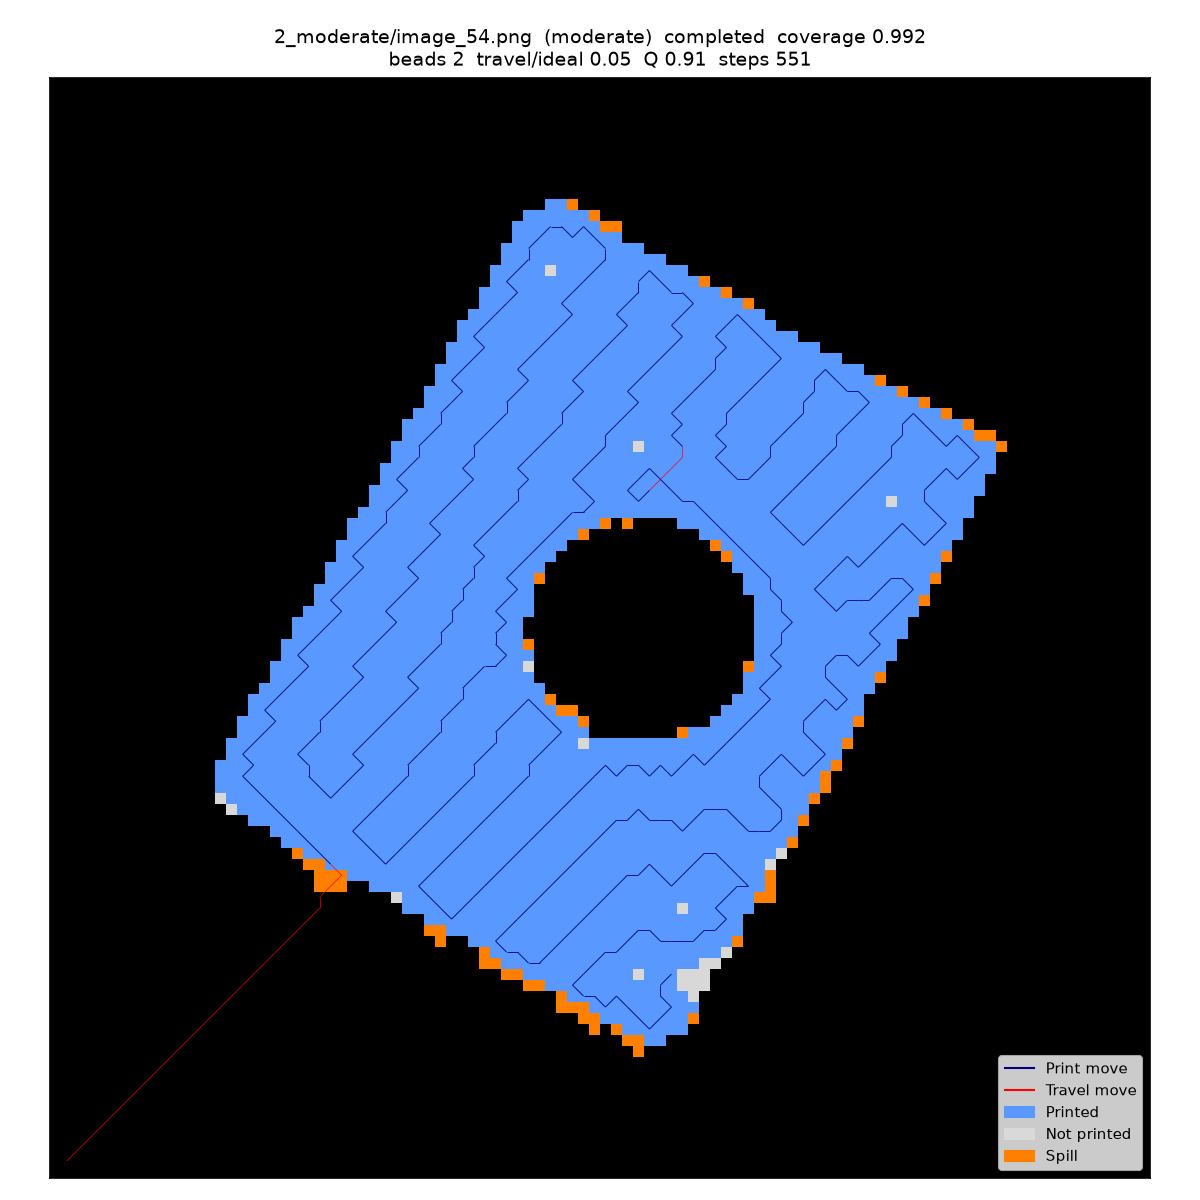 2_moderate/image_54.png  (moderate)  completed  coverage 0.992
beads 2  travel/ideal 0.05  Q 0.91  steps 551
Print move
Travel move
Printed
Not printed
Spill